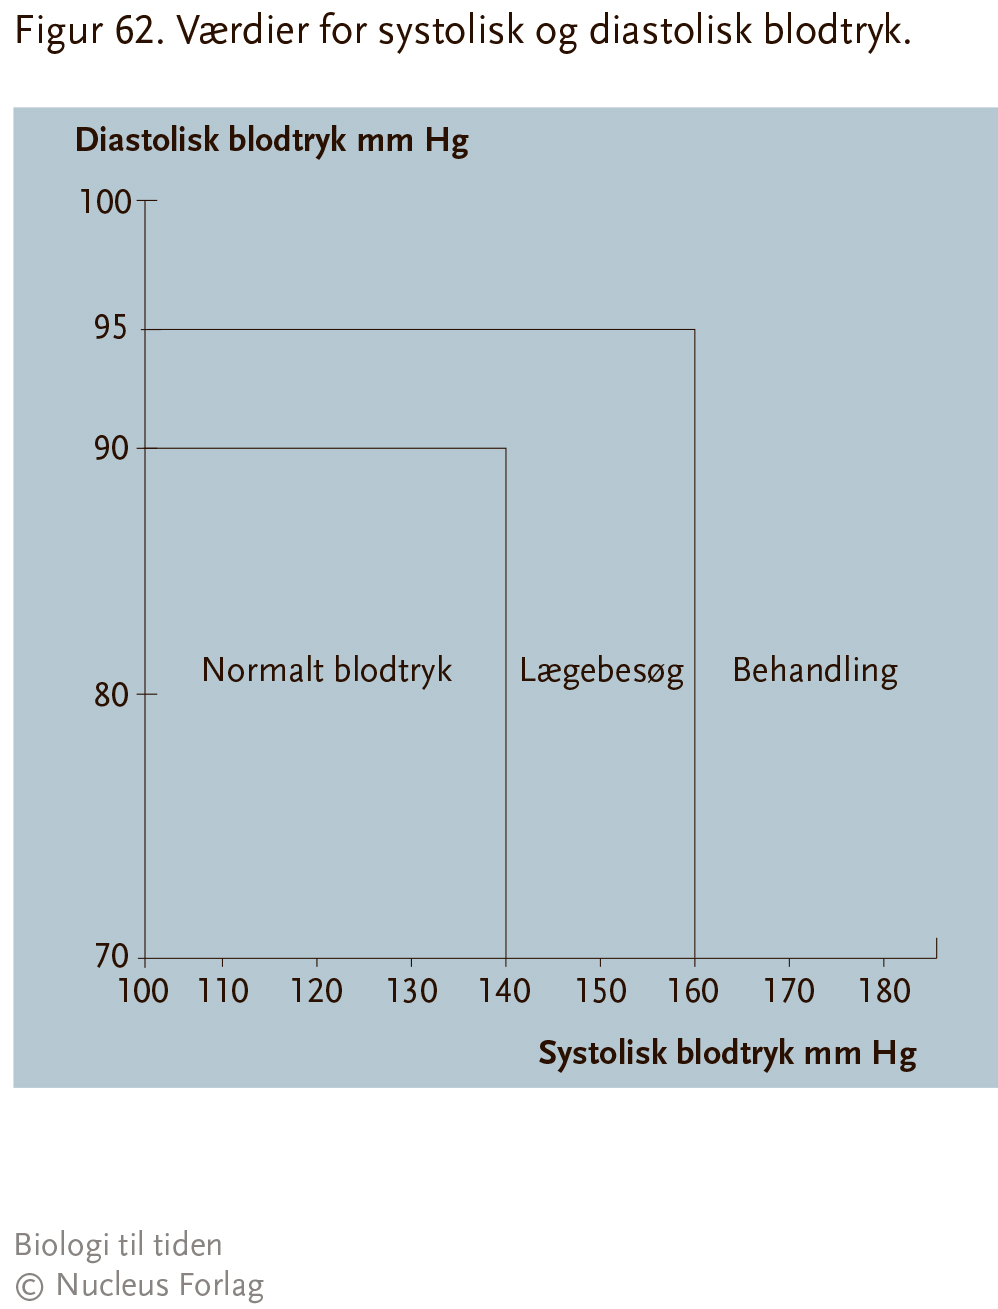 Figur 62. Værdier for systolisk og diastolisk blodtryk.
Diastolisk blodtryk mm Hg
100
95
90
Normalt blodtryk Lægebesøg Behandling
80
70
100 110 120 130 140 150 160 170 180
Systolisk blodtryk mm Hg
Biologi til tiden
© Nucleus Forlag